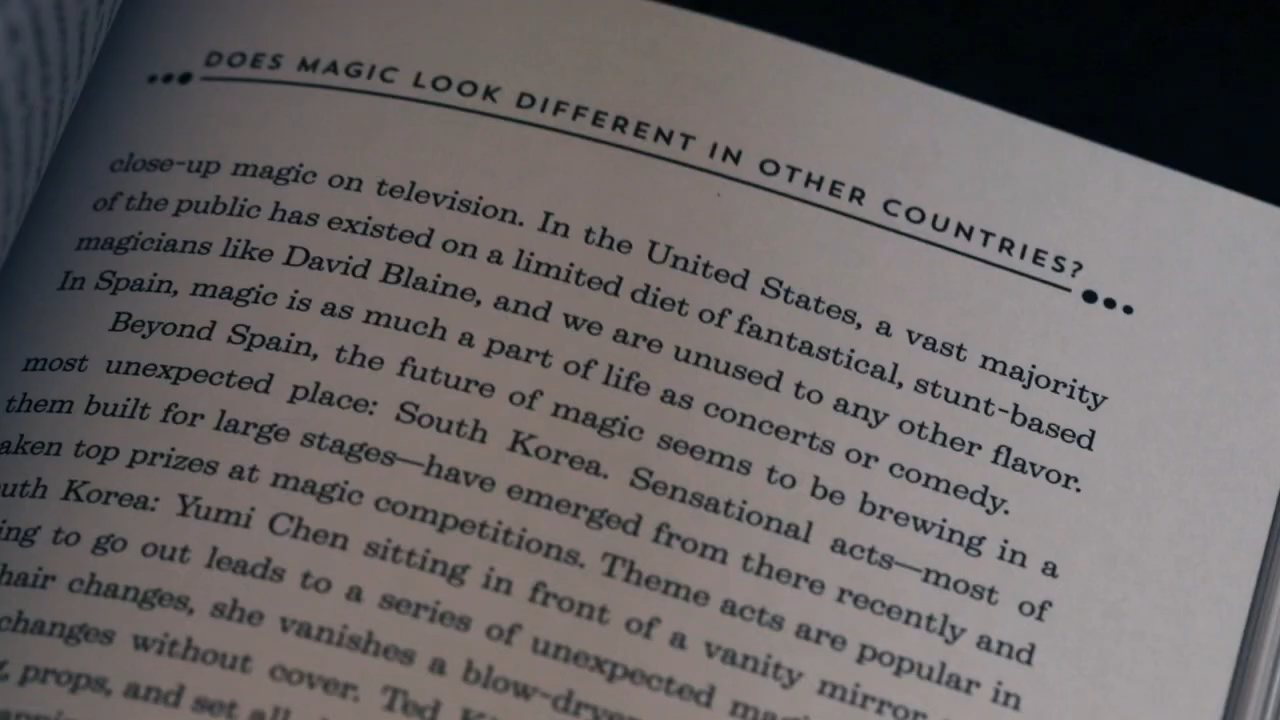 DOES MAGIC LOOK DIFFERENT IN OTHER COUNTRIES?
close-up magic on television. In the United States, a vast majority
of the public has existed on a limited diet of fantastical, stunt-based
magicians like David Blaine, and we are unused to any other flavor.
In Spain, magic is as much a part of life as concerts or comedy.
Beyond Spain, the future of magic seems to be brewing in a
most unexpected place: South Korea. Sensational acts—most of
them built for large stages—have emerged from there recently and
aken top prizes at magic competitions. Theme acts are popular in
uth Korea: Yumi Chen sitting in front of a vanity mirror
ing to go out leads to a series of unexpected
hair changes, she vanishes a blow-dryer
changes without cover. Ted
props, and set